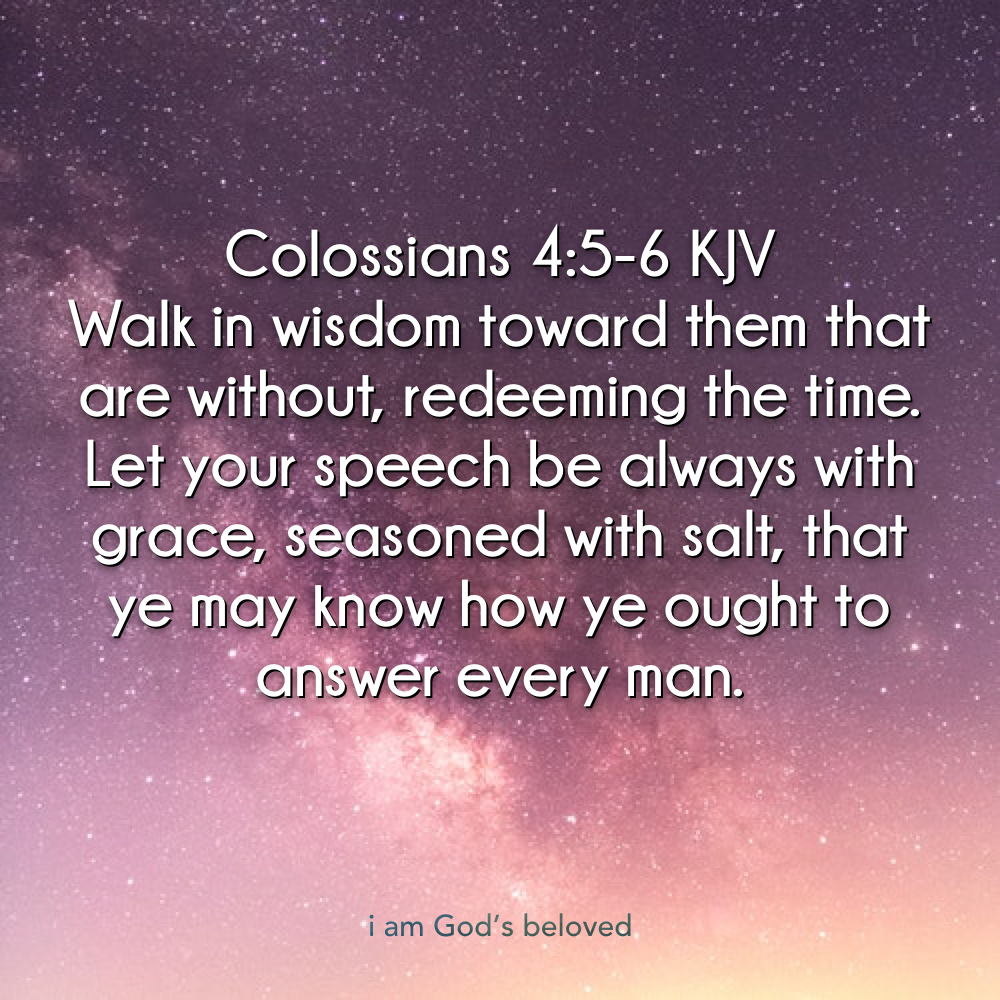 Colossians 4:5-6 KJV
Walk in wisdom toward them that
are without, redeeming the time.
Let your speech be always with
grace, seasoned with salt, that
ye may know how ye ought to
answer every man.
i am God's beloved